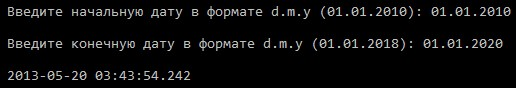 Введите начальную дату в формате d.m.y (01.01.2010): 01.01.2010
Введите конечную дату в формате d.m.y (01.01.2018): 01.01.2020
2013-05-20 03:43:54.242